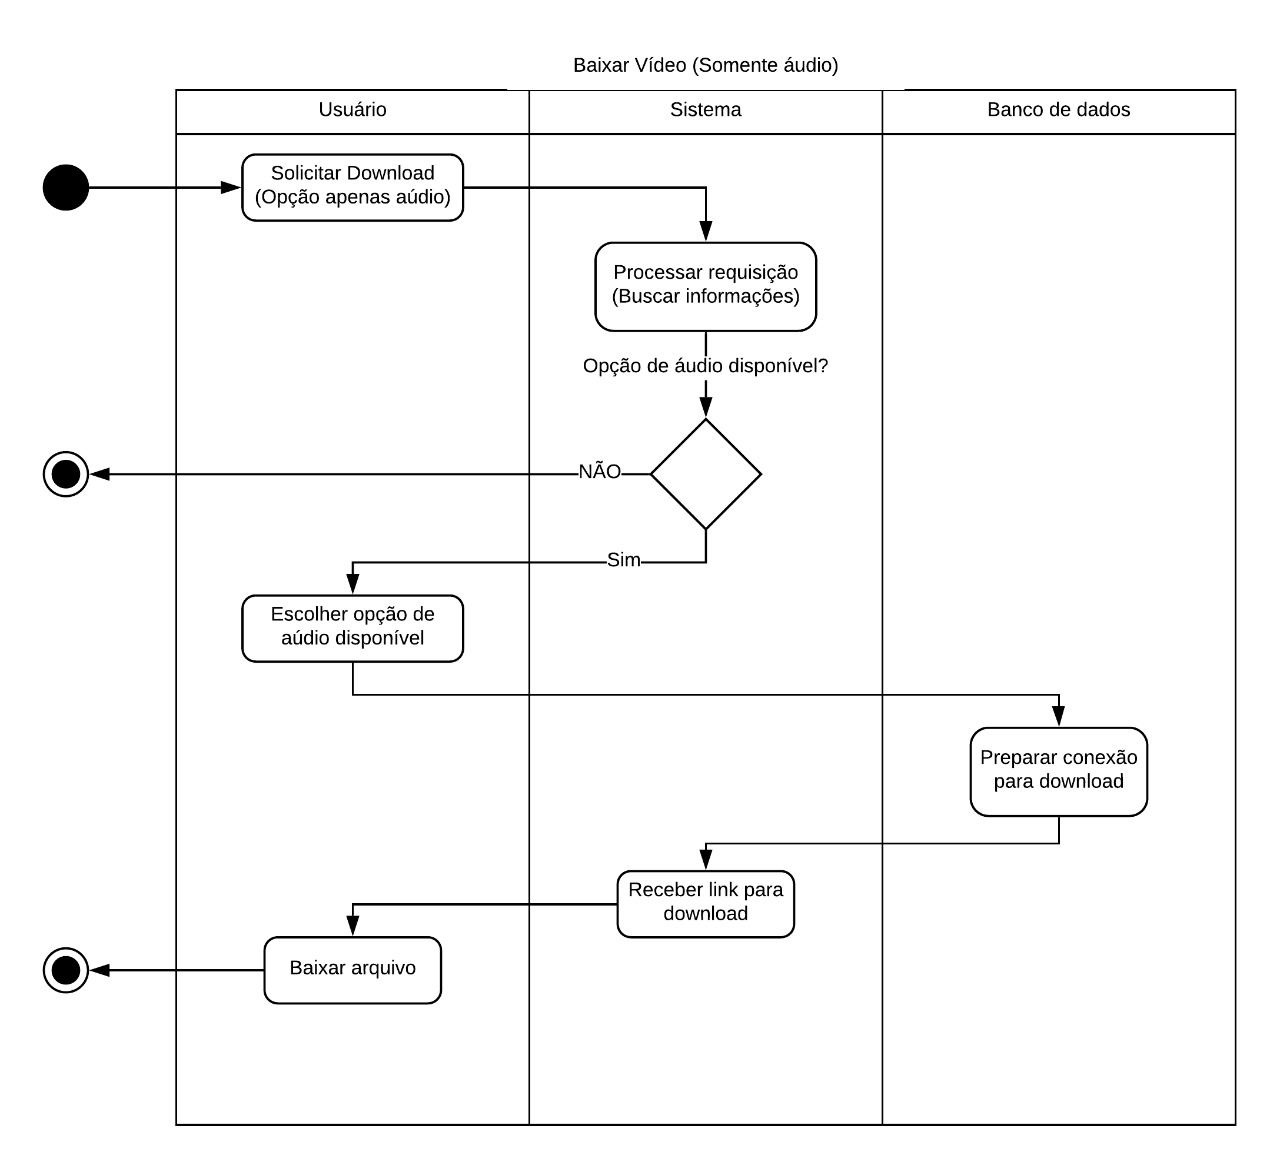 Baixar Vídeo (Somente áudio)
Usuário
Sistema
Banco de dados
Solicitar Download
(Opção apenas aúdio)
Processar requisição
(Buscar informações)
Opção de áudio disponível?
NÃO
Sim
Escolher opção de
aúdio disponível
Preparar conexão
para download
Receber link para
download
Baixar arquivo